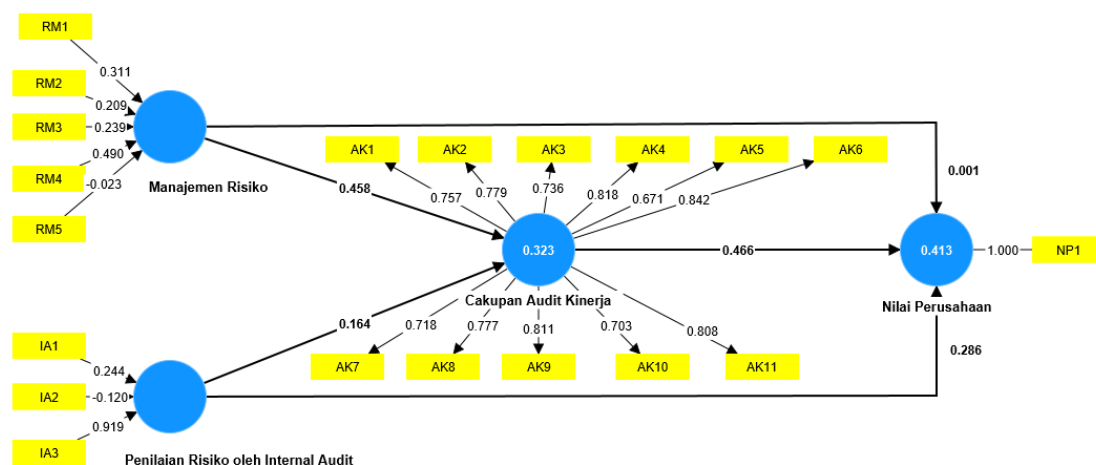 RM1
0.311
RM2
0.209
RM3
0.239
RM4
0.490
-0.023
RM5
Manajemen Risiko
0.458
0.001
AK1
AK2
AK3
AK4
AK5
AK6
0.757
0.779
0.736
0.818
0.671
0.842
0.323
Cakupan Audit Kinerja
0.466
0.413
Nilai Perusahaan
1.000
NP1
0.718
0.777
0.811
0.703
0.808
AK7
AK8
AK9
AK10
AK11
0.164
0.286
IA1
0.244
IA2
-0.120
0.919
IA3
Penilaian Risiko oleh Internal Audit